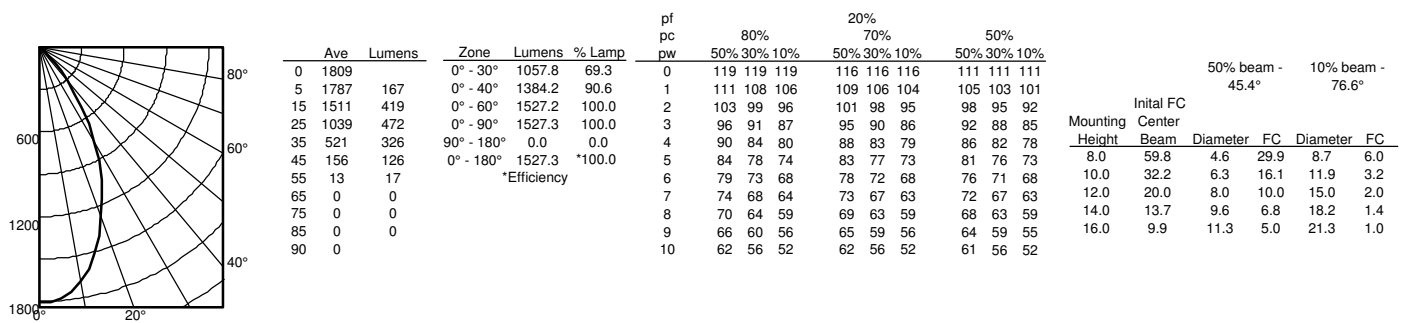 600
1200
1800
0°
20°
40°
60°
80°
Ave Lumens
0 1809
5 1787 167
15 1511 419
25 1039 472
35 521 326
45 156 126
55 13 17
65 0 0
75 0 0
85 0 0
90 0
Zone Lumens % Lamp
0° - 30° 1057.8 69.3
0° - 40° 1384.2 90.6
0° - 60° 1527.2 100.0
0° - 90° 1527.3 100.0
90° - 180° 0.0 0.0
0° - 180° 1527.3 *100.0
*Efficiency
pf 20%
pc 80% 70% 50%
pw 50% 30% 10% 50% 30% 10% 50% 30% 10%
0 119 119 119 116 116 116 111 111 111
1 111 108 106 109 106 104 105 103 101
2 103 99 96 101 98 95 98 95 92
3 96 91 87 95 90 86 92 88 85
4 90 84 80 88 83 79 86 82 78
5 84 78 74 83 77 73 81 76 73
6 79 73 68 78 72 68 76 71 68
7 74 68 64 73 67 63 72 67 63
8 70 64 59 69 63 59 68 63 59
9 66 60 56 65 59 56 64 59 55
10 62 56 52 62 56 52 61 56 52
50% beam - 10% beam -
45.4° 76.6°
Inital FC
Mounting Center
Height Beam Diameter FC Diameter FC
8.0 59.8 4.6 29.9 8.7 6.0
10.0 32.2 6.3 16.1 11.9 3.2
12.0 20.0 8.0 10.0 15.0 2.0
14.0 13.7 9.6 6.8 18.2 1.4
16.0 9.9 11.3 5.0 21.3 1.0